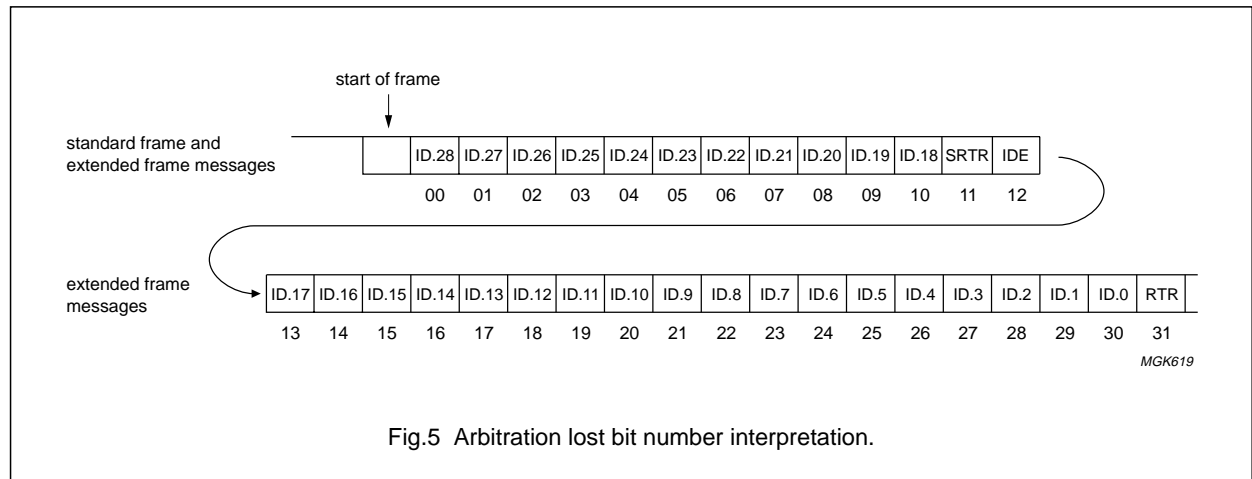 start of frame
standard frame and
extended frame messages
ID.28 ID.27 ID.26 ID.25 ID.24 ID.23 ID.22 ID.21 ID.20 ID.19 ID.18 SRTR IDE
00 01 02 03 04 05 06 07 08 09 10 11 12
extended frame
messages
ID.17 ID.16 ID.15 ID.14 ID.13 ID.12 ID.11 ID.10 ID.9 ID.8 ID.7 ID.6 ID.5 ID.4 ID.3 ID.2 ID.1 ID.0 RTR
13 14 15 16 17 18 19 20 21 22 23 24 25 26 27 28 29 30 31
MGK619
Fig.5 Arbitration lost bit number interpretation.